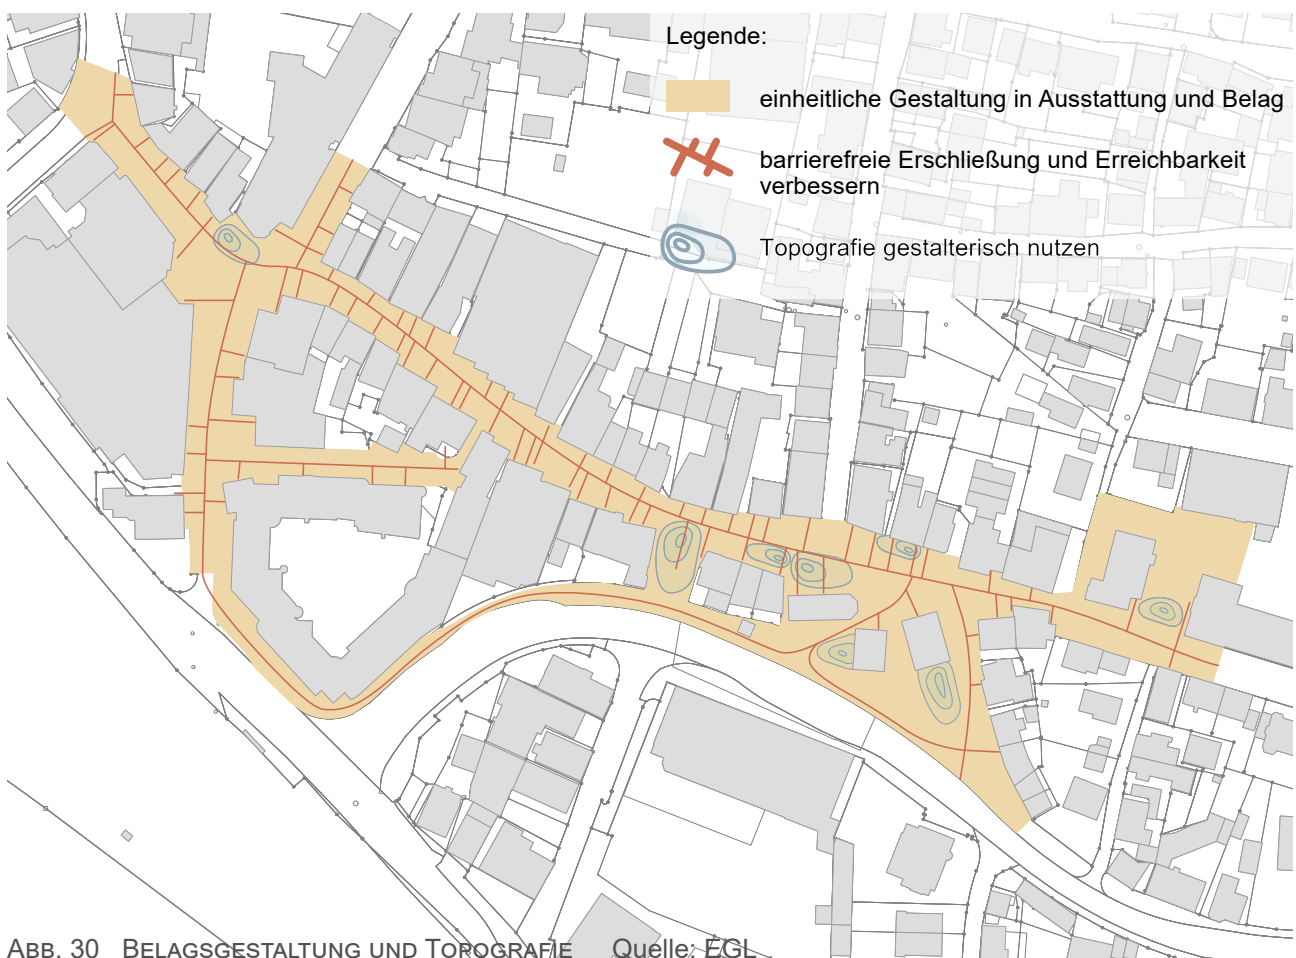 Legende:
einheitliche Gestaltung in Ausstattung und Belag
barrierefreie Erschließung und Erreichbarkeit
verbessern
Topografie gestalterisch nutzen
ABB. 30 BELAGSGESTALTUNG UND TOPOGRAFIE Quelle: EGL